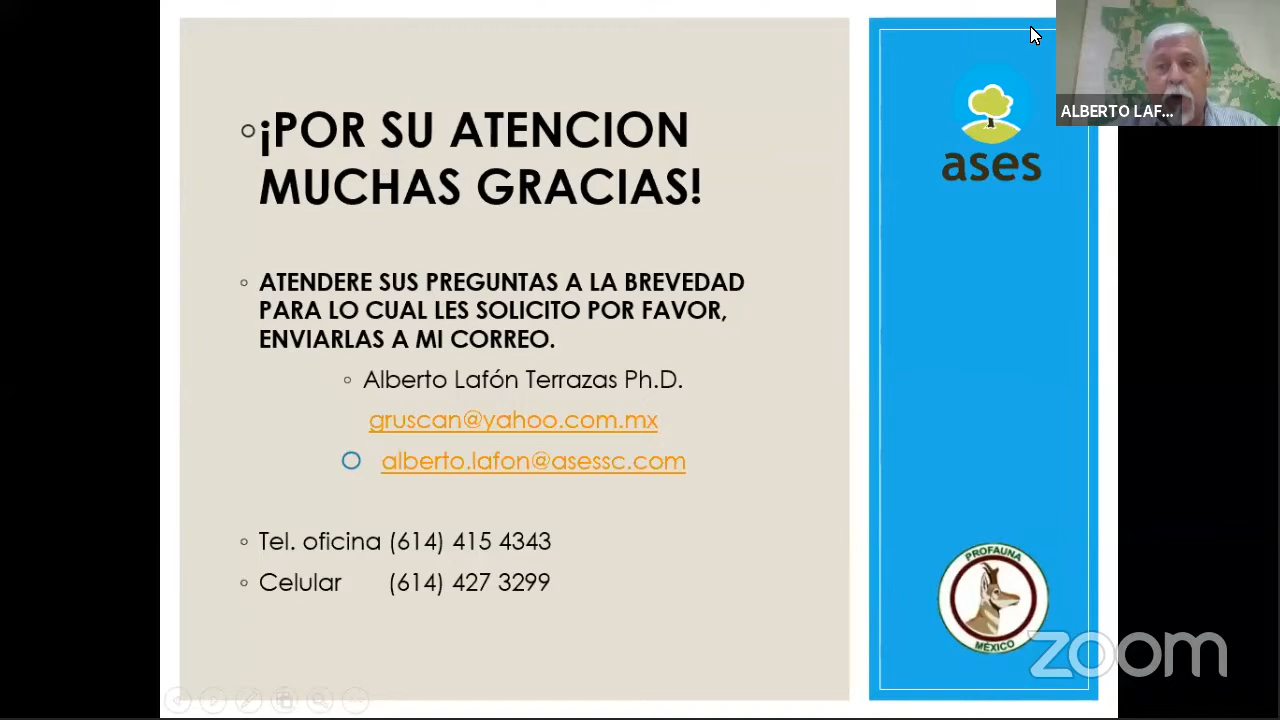 ¡POR SU ATENCION
MUCHAS GRACIAS!
ATENDERE SUS PREGUNTAS A LA BREVEDAD
PARA LO CUAL LES SOLICITO POR FAVOR,
ENVIARLAS A MI CORREO.
Alberto Lafón Terrazas Ph.D.
gruscan@yahoo.com.mx
alberto.lafon@asessc.com
Tel. oficina (614) 415 4343
Celular (614) 427 3299
ases
ALBERTO LAF...
PROFAUNA
MÉXICO
zoom